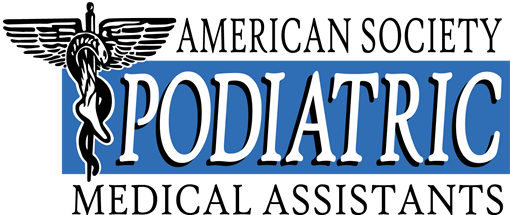 AMERICAN SOCIETY
PODIATRIC
MEDICAL ASSISTANTS